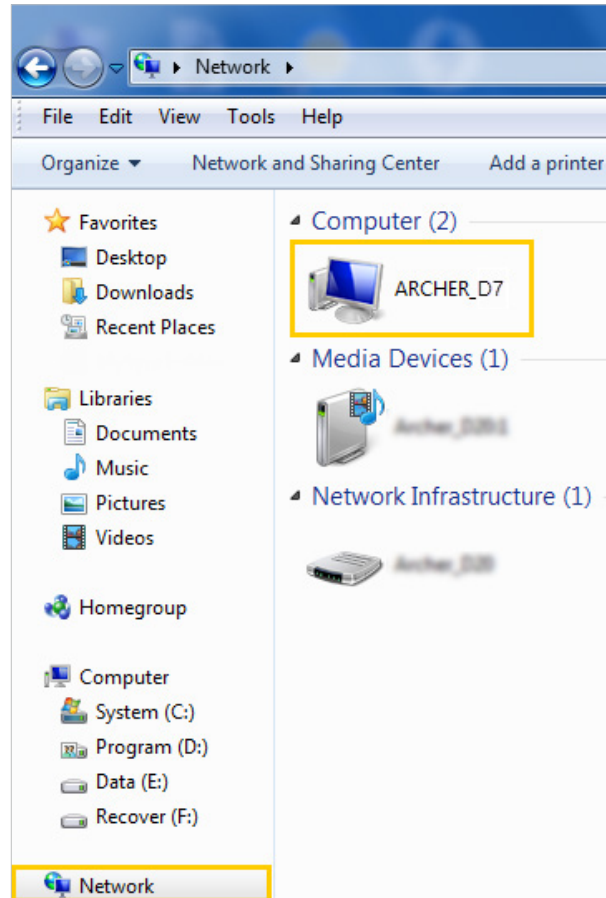 Network
File Edit View Tools Help
Organize Network and Sharing Center Add a printer
Favorites
Desktop
Downloads
Recent Places
Libraries
Documents
Music
Pictures
Videos
Homegroup
Computer
System (C:)
Program (D:)
Data (E:)
Recover (F:)
Network
Computer (2)
ARCHER_D7
Media Devices (1)
Network Infrastructure (1)